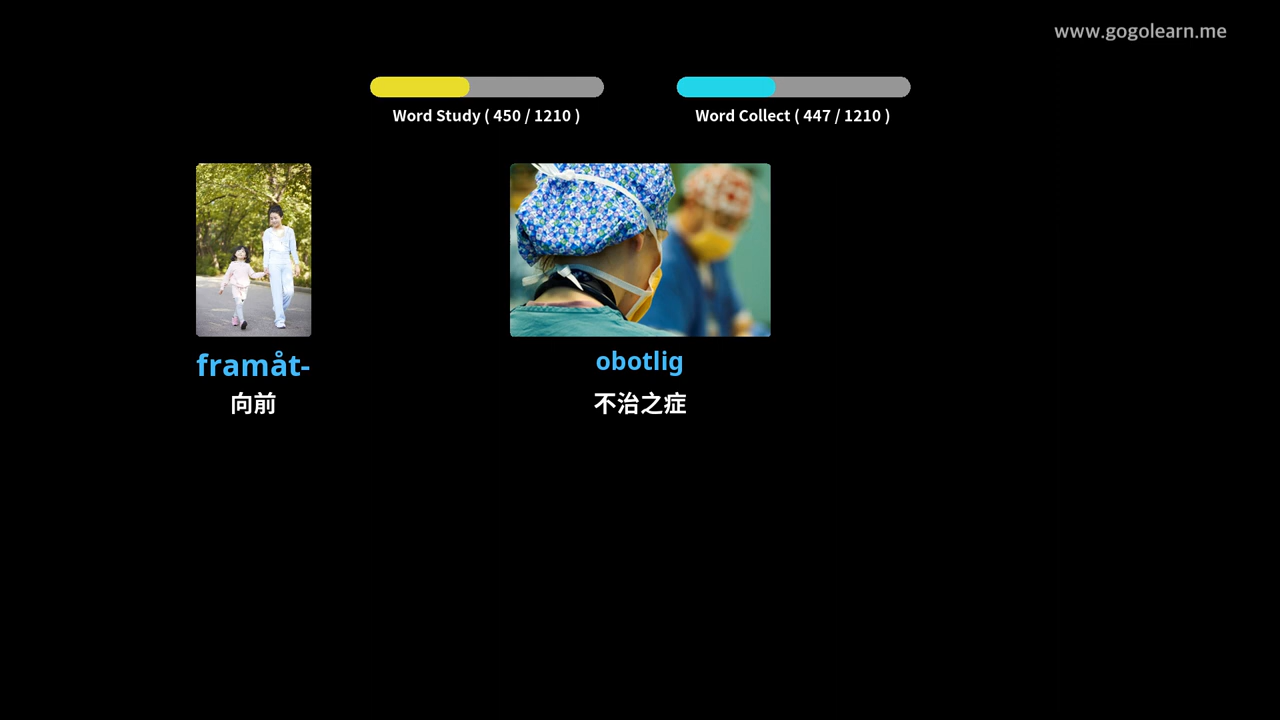 www.gogolearn.me
Word Study ( 450 / 1210 )
Word Collect ( 447 / 1210 )
framåt-
向前
obotlig
不治之症